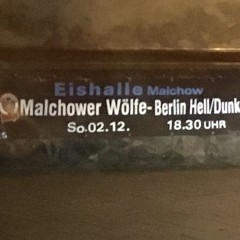 Eishalle Malchow
Malchower Wölfe- Berlin Hell/Dunk
So.02.12. 18.30 UHR